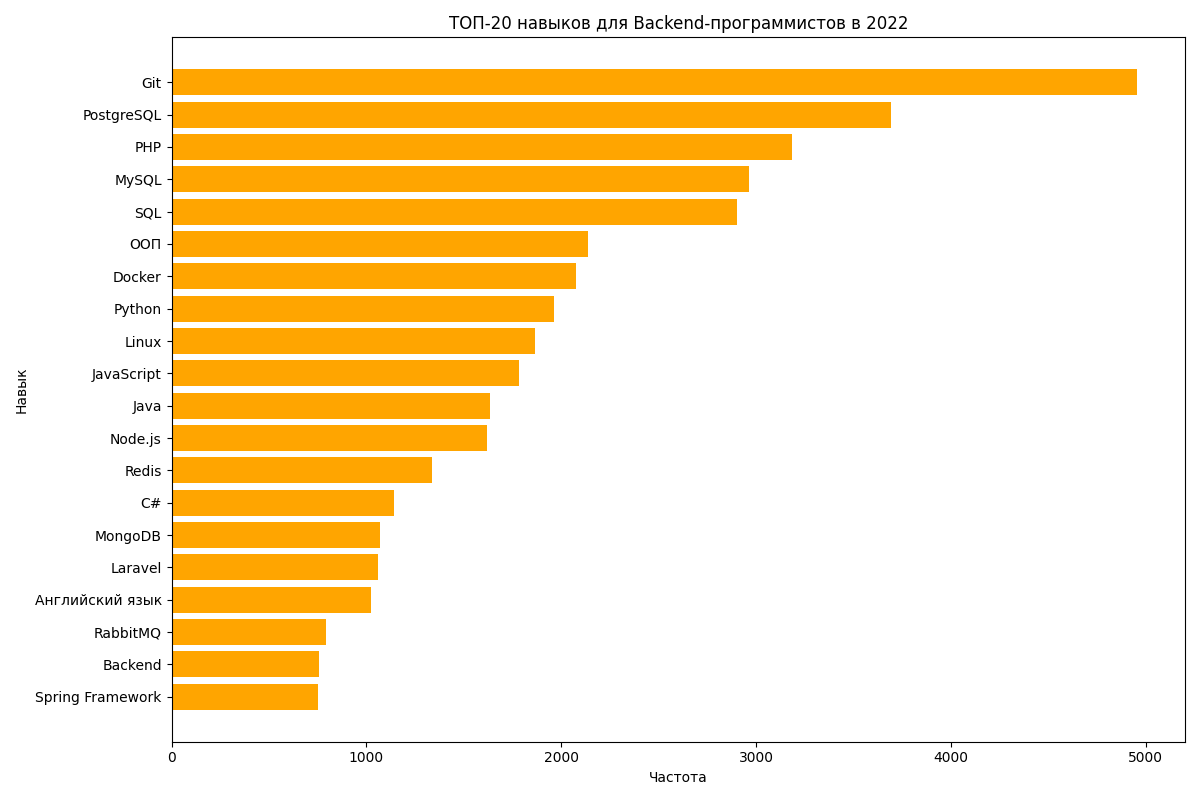 ТОП-20 навыков для Backend-программистов в 2022
Git
PostgreSQL
PHP
MySQL
SQL
ООП
Docker
Python
Linux
JavaScript
Java
Node.js
Redis
C#
MongoDB
Laravel
Английский язык
RabbitMQ
Backend
Spring Framework
Навык
0 1000 2000 3000 4000 5000
Частота